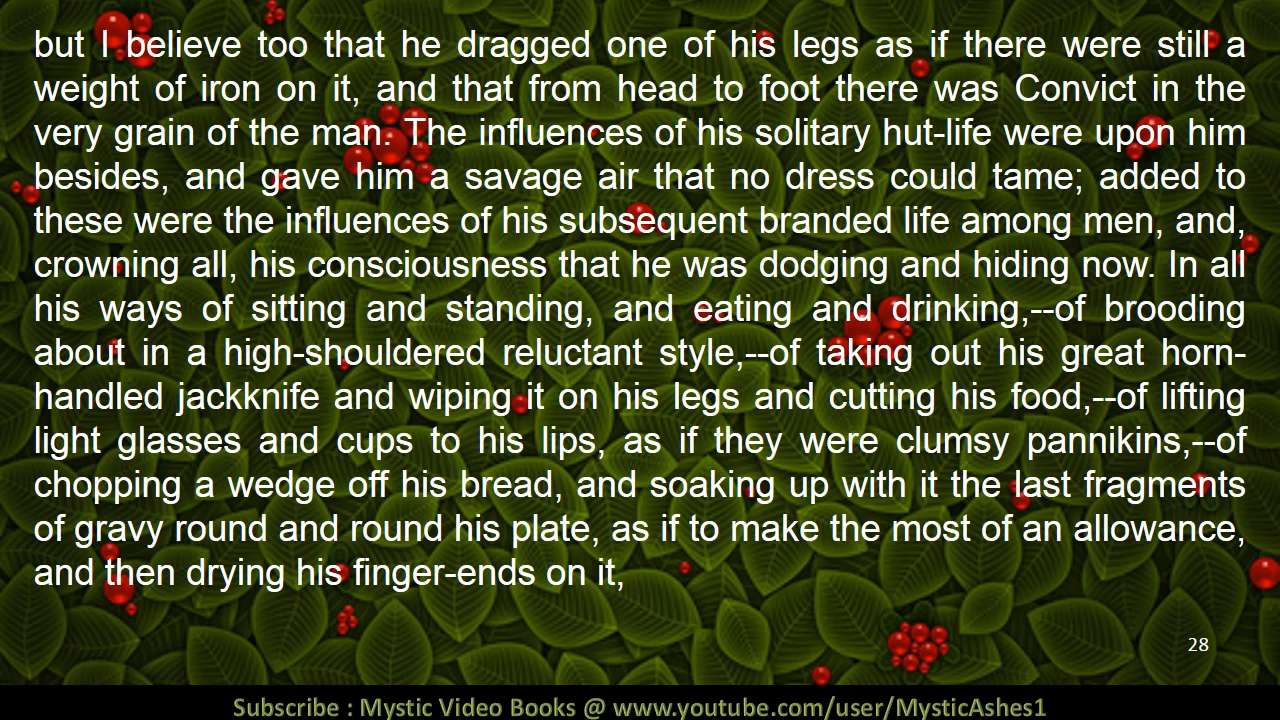 but I believe too that he dragged one of his legs as if there were still a
weight of iron on it, and that from head to foot there was Convict in the
very grain of the man. The influences of his solitary hut-life were upon him
besides, and gave him a savage air that no dress could tame; added to
these were the influences of his subsequent branded life among men, and,
crowning all, his consciousness that he was dodging and hiding now. In all
his ways of sitting and standing, and eating and drinking,--of brooding
about in a high-shouldered reluctant style,--of taking out his great horn-
handled jackknife and wiping it on his legs and cutting his food,--of lifting
light glasses and cups to his lips, as if they were clumsy pannikins,--of
chopping a wedge off his bread, and soaking up with it the last fragments
of gravy round and round his plate, as if to make the most of an allowance,
and then drying his finger-ends on it,
28
Subscribe : Mystic Video Books @ www.youtube.com/user/MysticAshes1